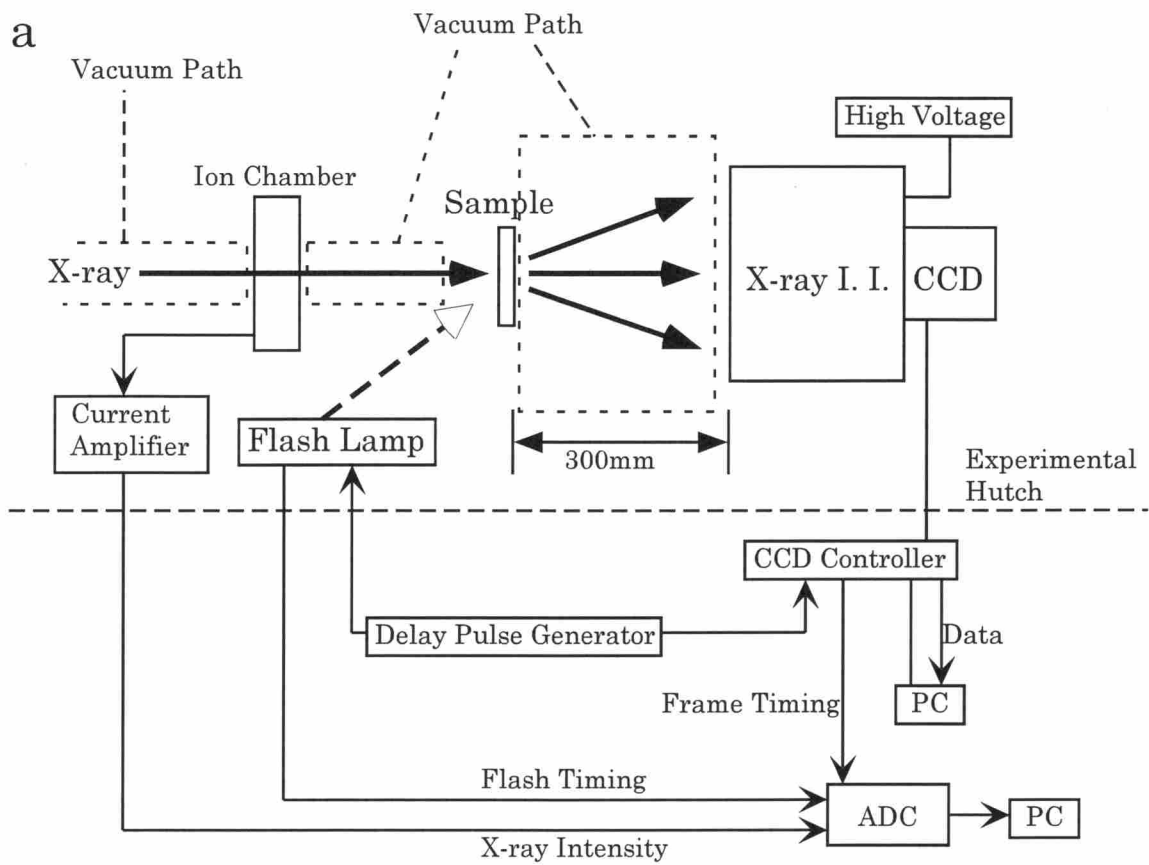 a
Vacuum Path
Vacuum Path
High Voltage
Ion Chamber
Sample
X-ray
X-ray I. I.
CCD
Current
Amplifier
Flash Lamp
300mm
Experimental
Hutch
CCD Controller
Delay Pulse Generator
Data
Frame Timing
PC
Flash Timing
ADC
PC
X-ray Intensity